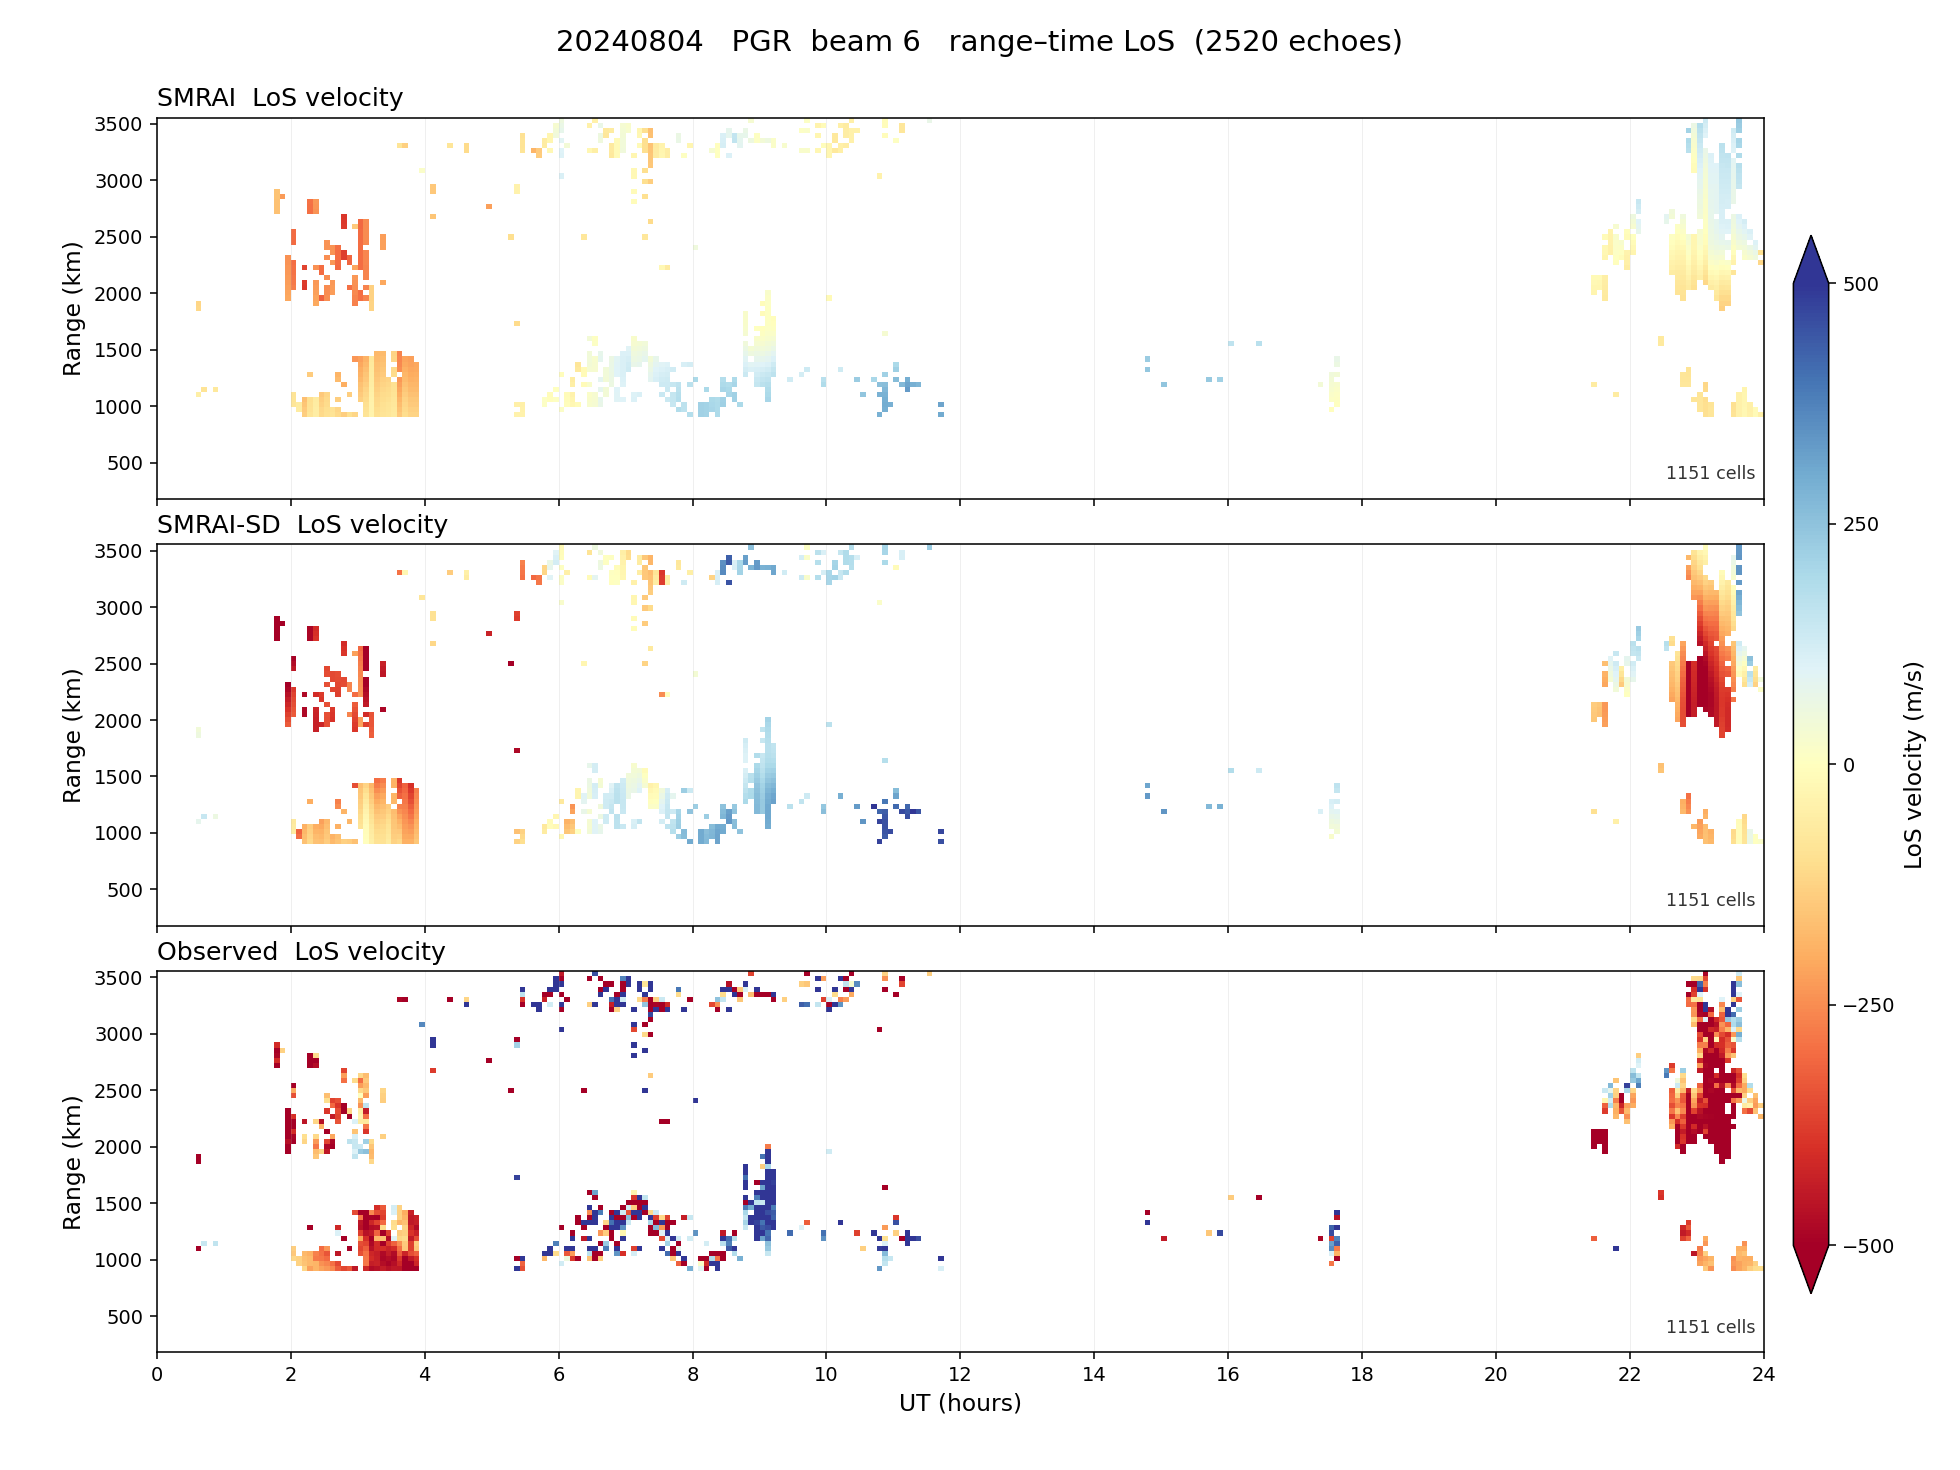 20240804   PGR  beam 6   range–time LoS  (2520 echoes)
SMRAI  LoS velocity
3500
3000
2500
2000
1500
1000
500
Range (km)
1151 cells
SMRAI-SD  LoS velocity
3500
3000
2500
2000
1500
1000
500
Range (km)
1151 cells
Observed  LoS velocity
3500
3000
2500
2000
1500
1000
500
Range (km)
1151 cells
0 2 4 6 8 10 12 14 16 18 20 22 24
UT (hours)
500
250
0
−250
−500
LoS velocity (m/s)